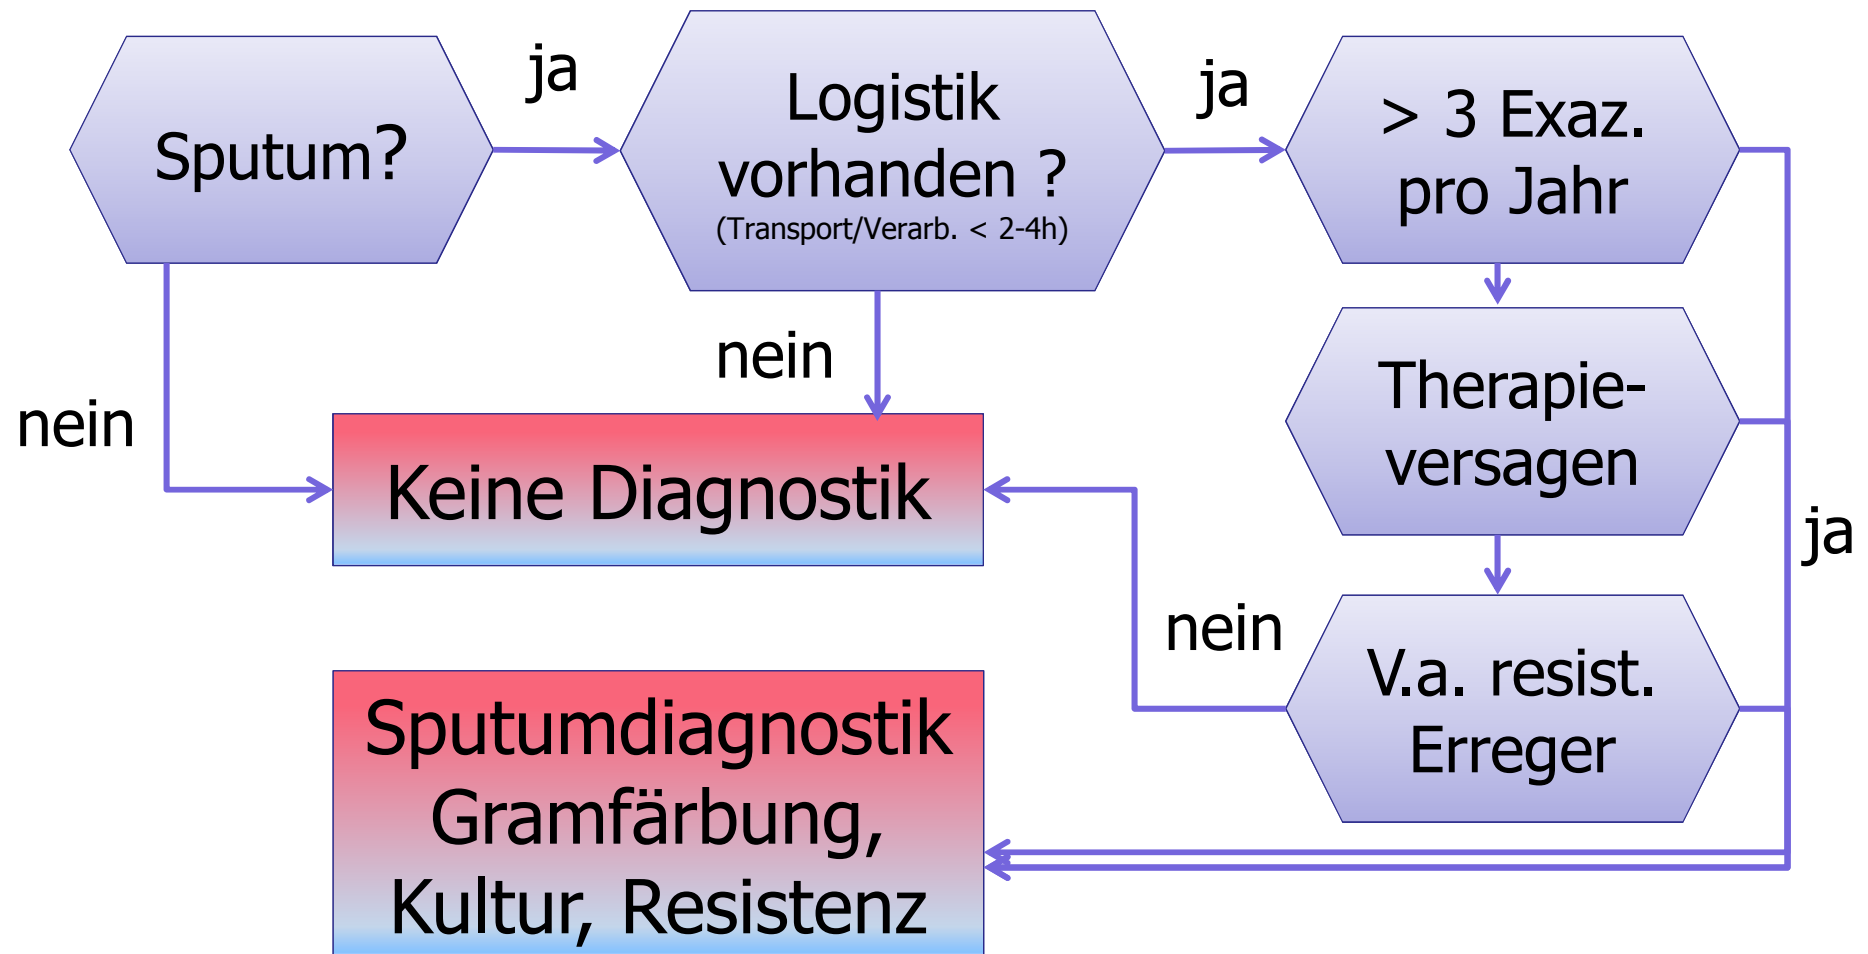 Sputum?
ja
Logistik
vorhanden ?
(Transport/Verarb. < 2-4h)
ja
> 3 Exaz.
pro Jahr
nein
nein
Keine Diagnostik
Therapie-
versagen
ja
nein
V.a. resist.
Erreger
Sputumdiagnostik
Gramfärbung,
Kultur, Resistenz